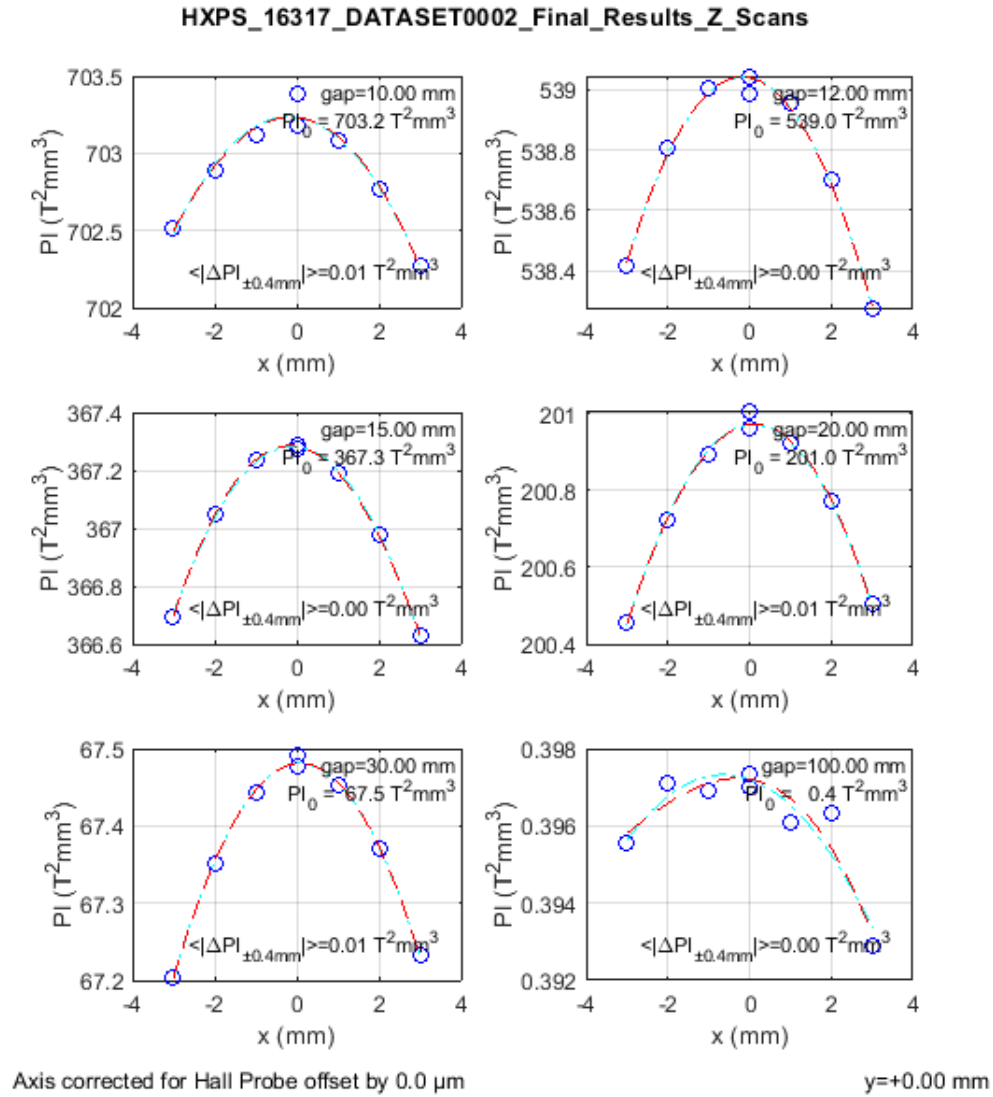 HXPS_16317_DATASET0002_Final_Results_Z_Scans
703.5
703
702.5
702
PI (T²mm³)
gap=10.00 mm
PI₀ = 703.2 T²mm³
<|ΔPI±0.4mm|>=0.01 T²mm³
-4 -2 0 2 4
x (mm)
539
538.8
538.6
538.4
PI (T²mm³)
gap=12.00 mm
PI₀ = 539.0 T²mm³
<|ΔPI±0.4mm|>=0.00 T²mm³
-4 -2 0 2 4
x (mm)
367.4
367.2
367
366.8
366.6
PI (T²mm³)
gap=15.00 mm
PI₀ = 367.3 T²mm³
<|ΔPI±0.4mm|>=0.00 T²mm³
-4 -2 0 2 4
x (mm)
201
200.8
200.6
200.4
PI (T²mm³)
gap=20.00 mm
PI₀ = 201.0 T²mm³
<|ΔPI±0.4mm|>=0.01 T²mm³
-4 -2 0 2 4
x (mm)
67.5
67.4
67.3
67.2
PI (T²mm³)
gap=30.00 mm
PI₀ = 67.5 T²mm³
<|ΔPI±0.4mm|>=0.01 T²mm³
-4 -2 0 2 4
x (mm)
0.398
0.396
0.394
0.392
PI (T²mm³)
gap=100.00 mm
PI₀ = 0.4 T²mm³
<|ΔPI±0.4mm|>=0.00 T²mm³
-4 -2 0 2 4
x (mm)
Axis corrected for Hall Probe offset by 0.0 µm
y=+0.00 mm